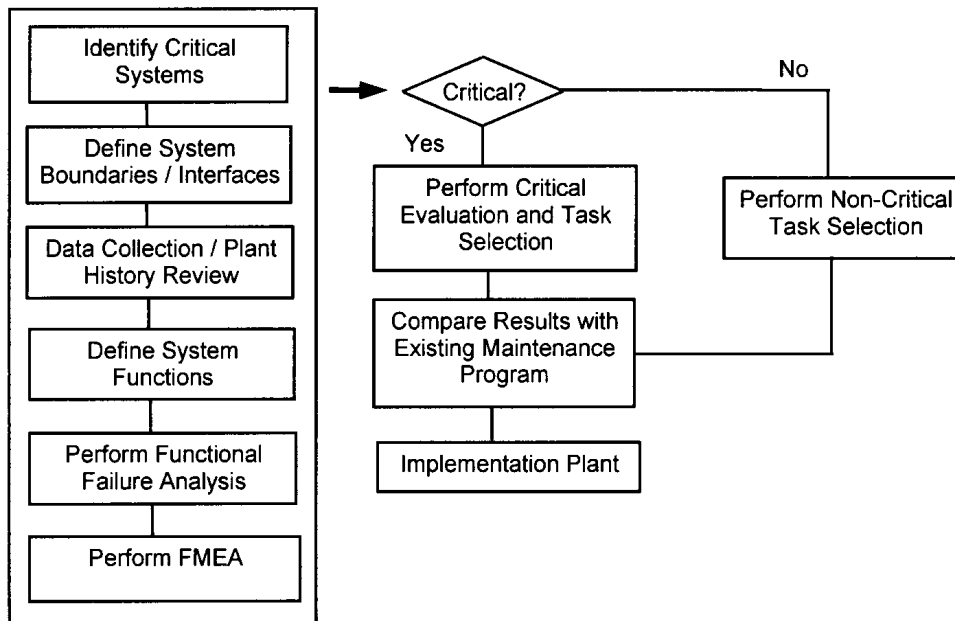 Identify Critical
Systems
Define System
Boundaries / Interfaces
Data Collection / Plant
History Review
Define System
Functions
Perform Functional
Failure Analysis
Perform FMEA
Critical?
No
Yes
Perform Critical
Evaluation and Task
Selection
Perform Non-Critical
Task Selection
Compare Results with
Existing Maintenance
Program
Implementation Plant